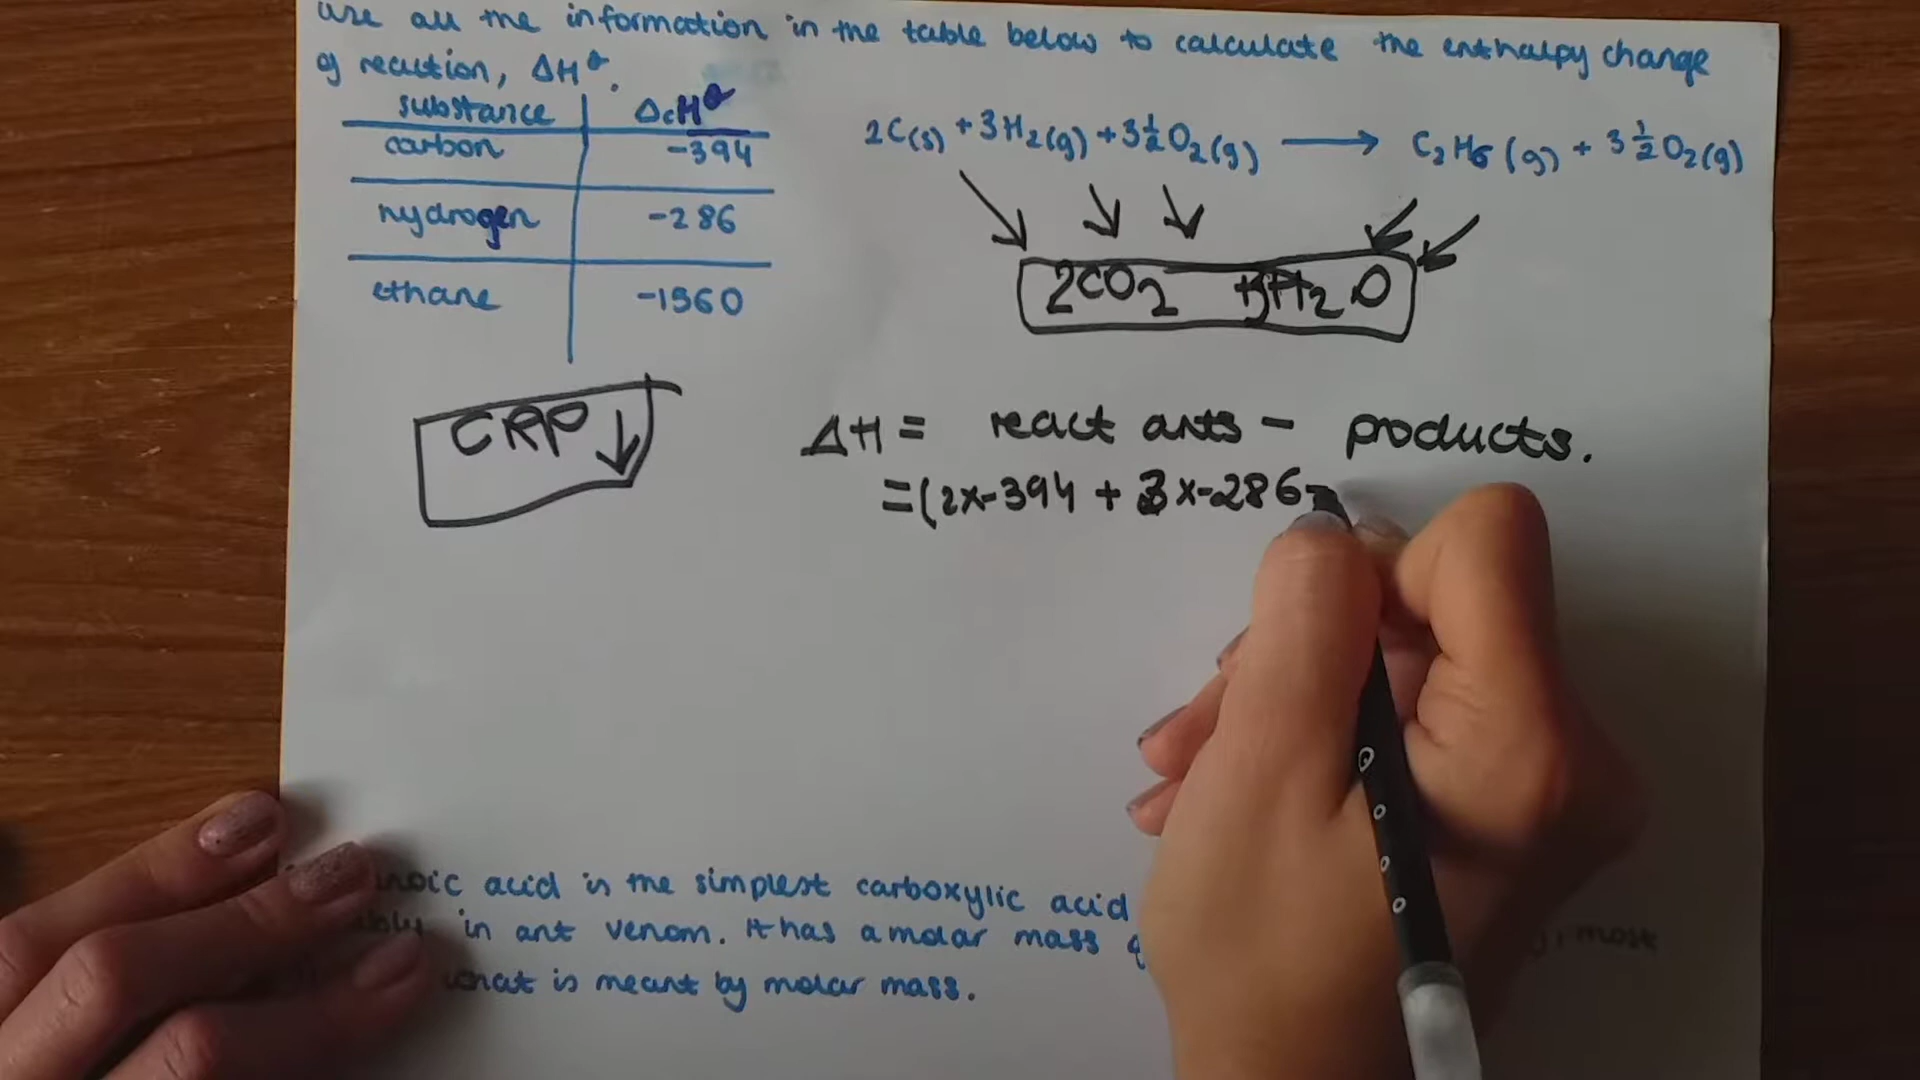 use all the information in the table below to calculate the enthalpy change
of reaction, ΔH⦵.
substance ΔcH⦵
carbon -394
hydrogen -286
ethane -1560
2C(s) + 3H₂(g) + 3½O₂(g) ⟶ C₂H₆(g) + 3½O₂(g)
2CO₂ +3H₂O
CRP↓
ΔH = reactants - products.
=(2x-394 + 3x-286
acid is the simplest carboxylic acid
in ant venom. It has a molar mass most
what is meant by molar mass.